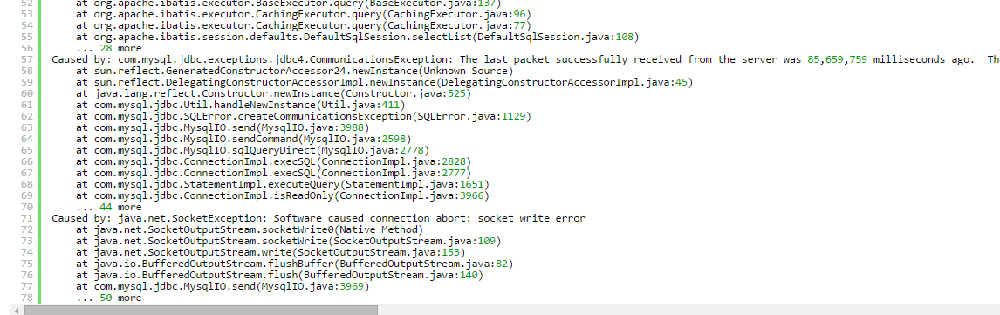 52 at org.apache.ibatis.executor.BaseExecutor.query(BaseExecutor.java:137)
53 at org.apache.ibatis.executor.CachingExecutor.query(CachingExecutor.java:96)
54 at org.apache.ibatis.executor.CachingExecutor.query(CachingExecutor.java:77)
55 at org.apache.ibatis.session.defaults.DefaultSqlSession.selectList(DefaultSqlSession.java:108)
56 ... 28 more
57 Caused by: com.mysql.jdbc.exceptions.jdbc4.CommunicationsException: The last packet successfully received from the server was 85,659,759 milliseconds ago. Th
58 at sun.reflect.GeneratedConstructorAccessor24.newInstance(Unknown Source)
59 at sun.reflect.DelegatingConstructorAccessorImpl.newInstance(DelegatingConstructorAccessorImpl.java:45)
60 at java.lang.reflect.Constructor.newInstance(Constructor.java:525)
61 at com.mysql.jdbc.Util.handleNewInstance(Util.java:411)
62 at com.mysql.jdbc.SQLError.createCommunicationsException(SQLError.java:1129)
63 at com.mysql.jdbc.MysqlIO.send(MysqlIO.java:3988)
64 at com.mysql.jdbc.MysqlIO.sendCommand(MysqlIO.java:2598)
65 at com.mysql.jdbc.MysqlIO.sqlQueryDirect(MysqlIO.java:2778)
66 at com.mysql.jdbc.ConnectionImpl.execSQL(ConnectionImpl.java:2828)
67 at com.mysql.jdbc.ConnectionImpl.execSQL(ConnectionImpl.java:2777)
68 at com.mysql.jdbc.StatementImpl.executeQuery(StatementImpl.java:1651)
69 at com.mysql.jdbc.ConnectionImpl.isReadOnly(ConnectionImpl.java:3966)
70 ... 44 more
71 Caused by: java.net.SocketException: Software caused connection abort: socket write error
72 at java.net.SocketOutputStream.socketWrite0(Native Method)
73 at java.net.SocketOutputStream.socketWrite(SocketOutputStream.java:109)
74 at java.net.SocketOutputStream.write(SocketOutputStream.java:153)
75 at java.io.BufferedOutputStream.flushBuffer(BufferedOutputStream.java:82)
76 at java.io.BufferedOutputStream.flush(BufferedOutputStream.java:140)
77 at com.mysql.jdbc.MysqlIO.send(MysqlIO.java:3969)
78 ... 50 more